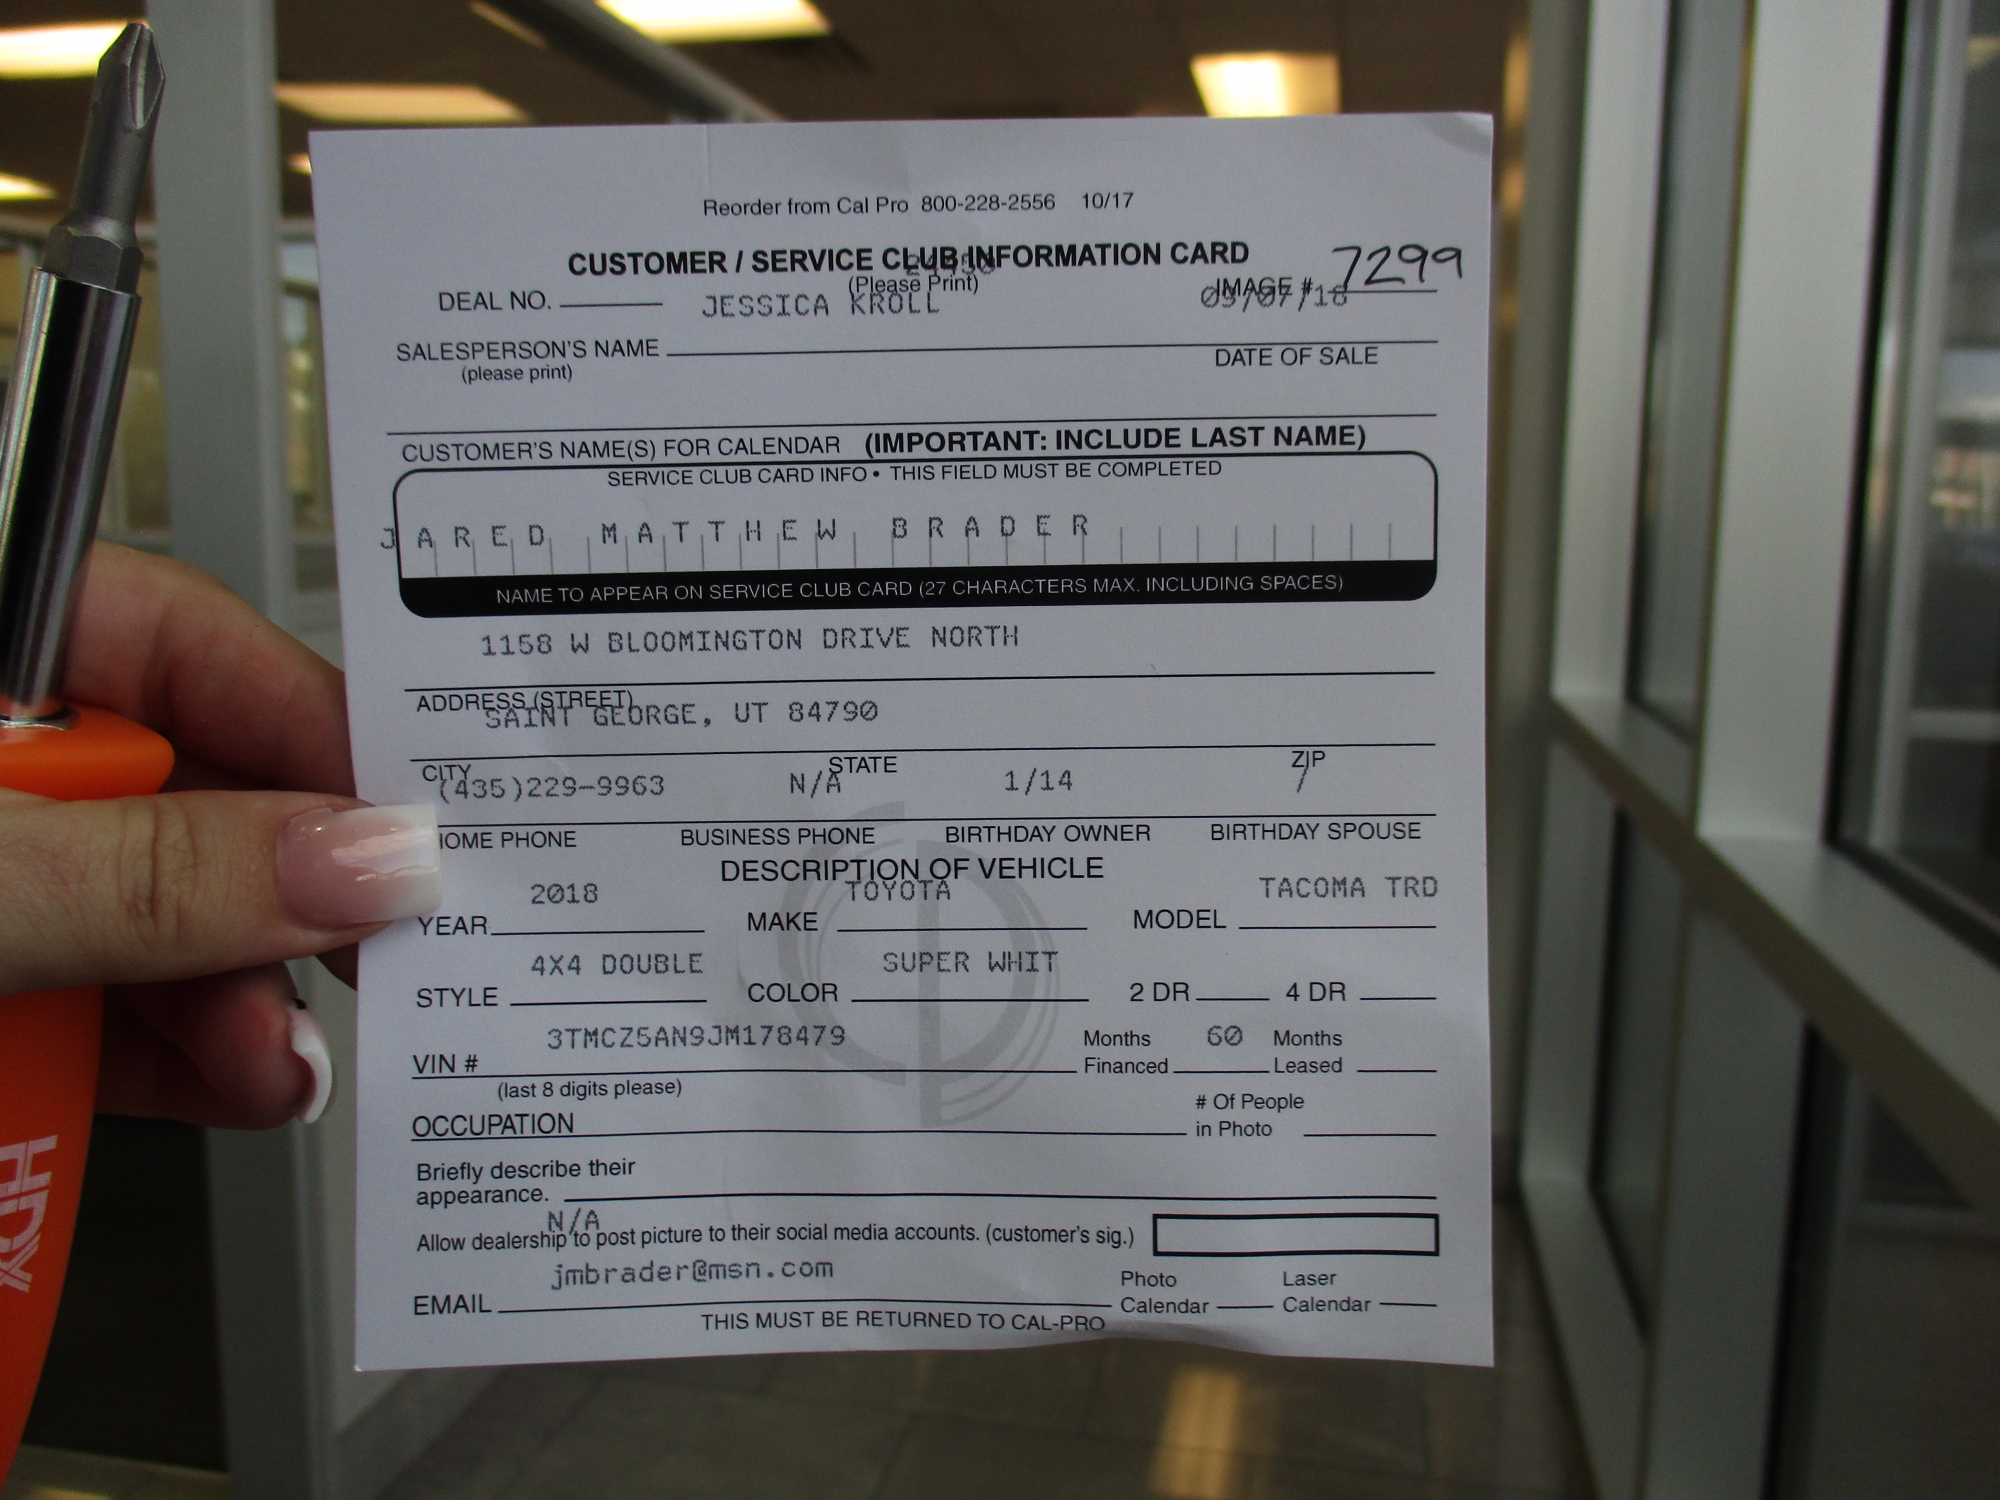 Reorder from Cal Pro 800-228-2556 10/17
CUSTOMER / SERVICE CLUB INFORMATION CARD
(Please Print)
7299
DEAL NO. JESSICA KROLL IMAGE #
SALESPERSON'S NAME DATE OF SALE
(please print)
CUSTOMER'S NAME(S) FOR CALENDAR (IMPORTANT: INCLUDE LAST NAME)
SERVICE CLUB CARD INFO • THIS FIELD MUST BE COMPLETED
JARED MATTHEW BRADER
NAME TO APPEAR ON SERVICE CLUB CARD (27 CHARACTERS MAX. INCLUDING SPACES)
1158 W BLOOMINGTON DRIVE NORTH
ADDRESS (STREET)
SAINT GEORGE, UT 84790
CITY STATE ZIP
(435)229-9963 N/A 1/14 /
HOME PHONE BUSINESS PHONE BIRTHDAY OWNER BIRTHDAY SPOUSE
DESCRIPTION OF VEHICLE
2018 TOYOTA TACOMA TRD
YEAR MAKE MODEL
4X4 DOUBLE SUPER WHIT
STYLE COLOR 2 DR 4 DR
3TMCZ5AN9JM178479 Months 60 Months
VIN # Financed Leased
(last 8 digits please)
# Of People
OCCUPATION in Photo
Briefly describe their
appearance.
N/A
Allow dealership to post picture to their social media accounts. (customer's sig.)
jmbrader@msn.com Photo Laser
EMAIL Calendar Calendar
THIS MUST BE RETURNED TO CAL-PRO
HDX